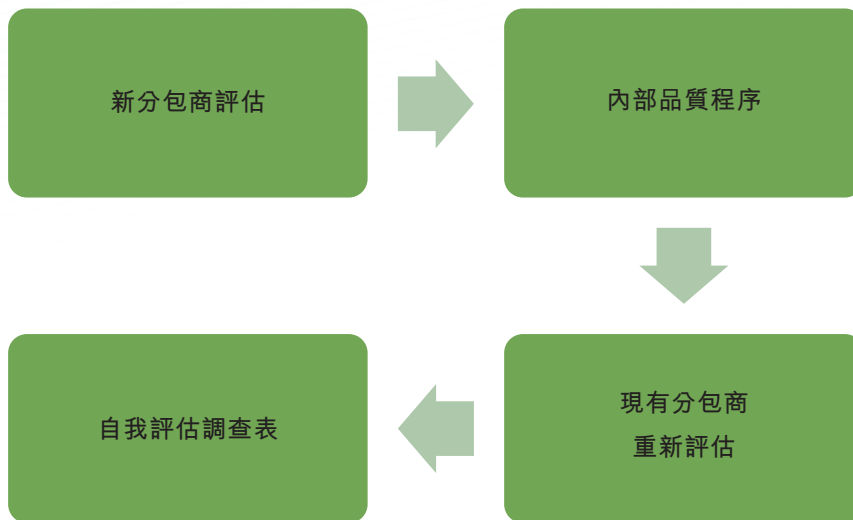 新分包商評估
內部品質程序
現有分包商
重新評估
自我評估調查表